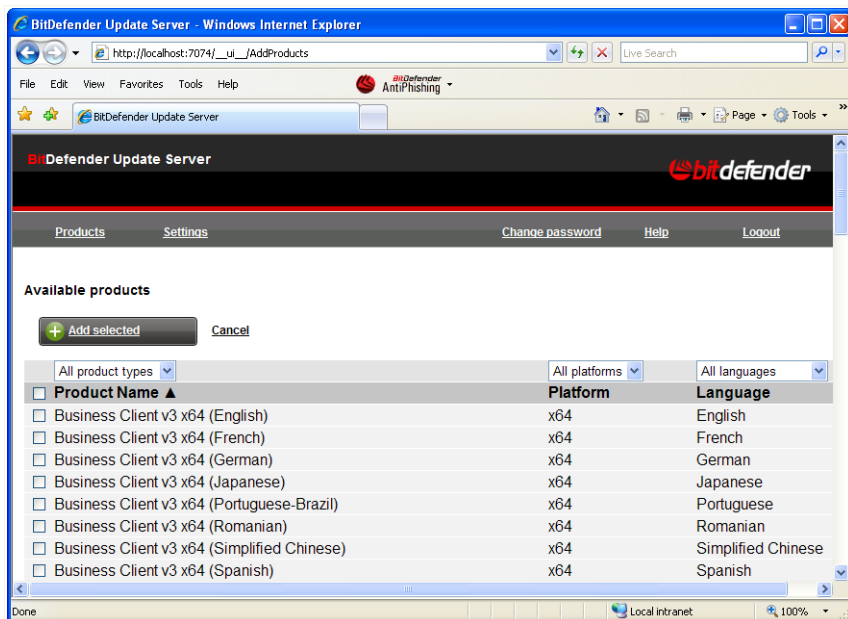 BitDefender Update Server - Windows Internet Explorer
http://localhost:7074/__ui__/AddProducts
Live Search
File Edit View Favorites Tools Help
BitDefender
AntiPhishing
BitDefender Update Server
Page Tools »
BitDefender Update Server
bitdefender
Products Settings Change password Help Logout
Available products
Add selected Cancel
All product types All platforms All languages
Product Name ▲ Platform Language
Business Client v3 x64 (English) x64 English
Business Client v3 x64 (French) x64 French
Business Client v3 x64 (German) x64 German
Business Client v3 x64 (Japanese) x64 Japanese
Business Client v3 x64 (Portuguese-Brazil) x64 Portuguese
Business Client v3 x64 (Romanian) x64 Romanian
Business Client v3 x64 (Simplified Chinese) x64 Simplified Chinese
Business Client v3 x64 (Spanish) x64 Spanish
Done Local intranet 100%